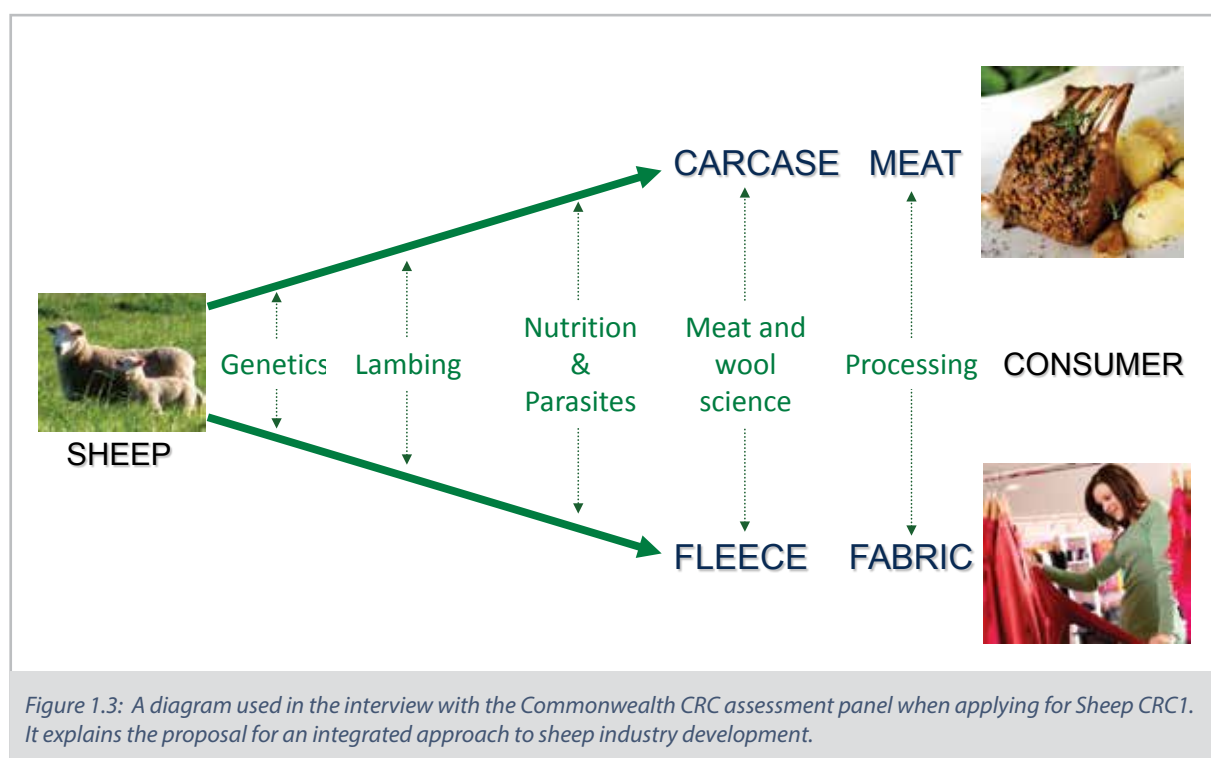 CARCASE MEAT
Genetics
Lambing
Nutrition
&
Parasites
Meat and
wool
science
Processing
CONSUMER
SHEEP
FLEECE FABRIC
Figure 1.3: A diagram used in the interview with the Commonwealth CRC assessment panel when applying for Sheep CRC1.
It explains the proposal for an integrated approach to sheep industry development.